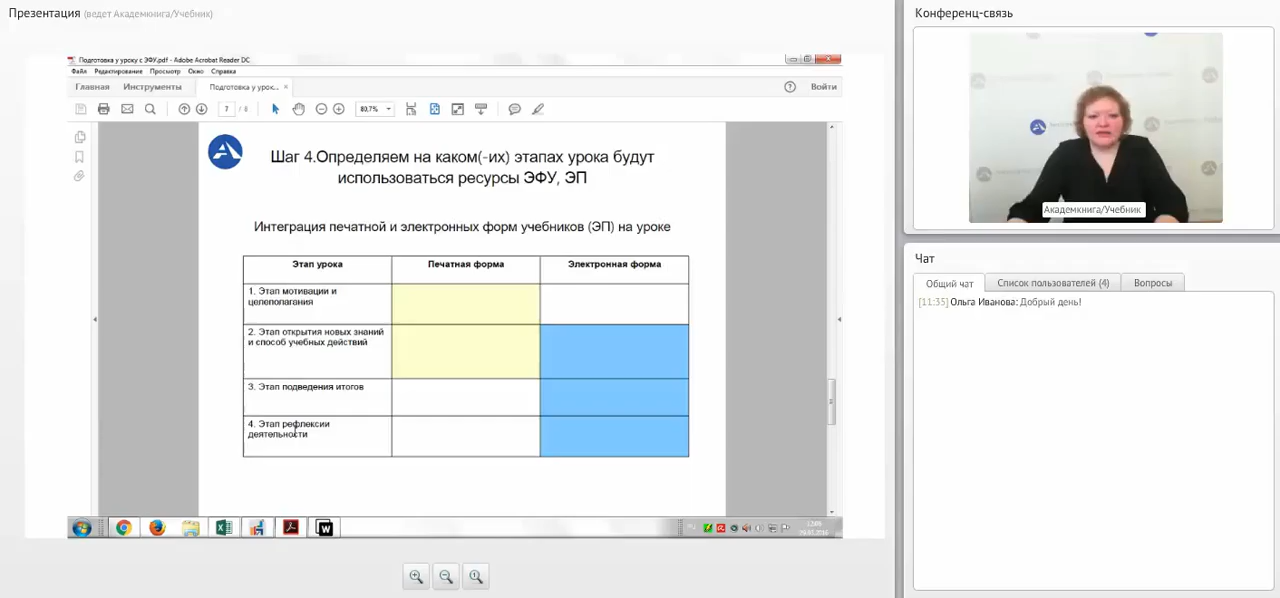 Презентация (ведет Академкнига/Учебник)
Подготовка у уроку с ЭФУ.pdf - Adobe Acrobat Reader DC
Файл Редактирование Просмотр Окно Справка
Главная Инструменты Подготовка у урок... × Войти
7 / 8 80,7%
Шаг 4.Определяем на каком(-их) этапах урока будут
использоваться ресурсы ЭФУ, ЭП
Интеграция печатной и электронных форм учебников (ЭП) на уроке
Этап урока Печатная форма Электронная форма
1. Этап мотивации и
целеполагания
2. Этап открытия новых знаний
и способ учебных действий
3. Этап подведения итогов
4. Этап рефлексии
деятельности
Конференц-связь
Академкнига/Учебник
Чат
Общий чат Список пользователей (4) Вопросы
[11:35] Ольга Иванова: Добрый день!